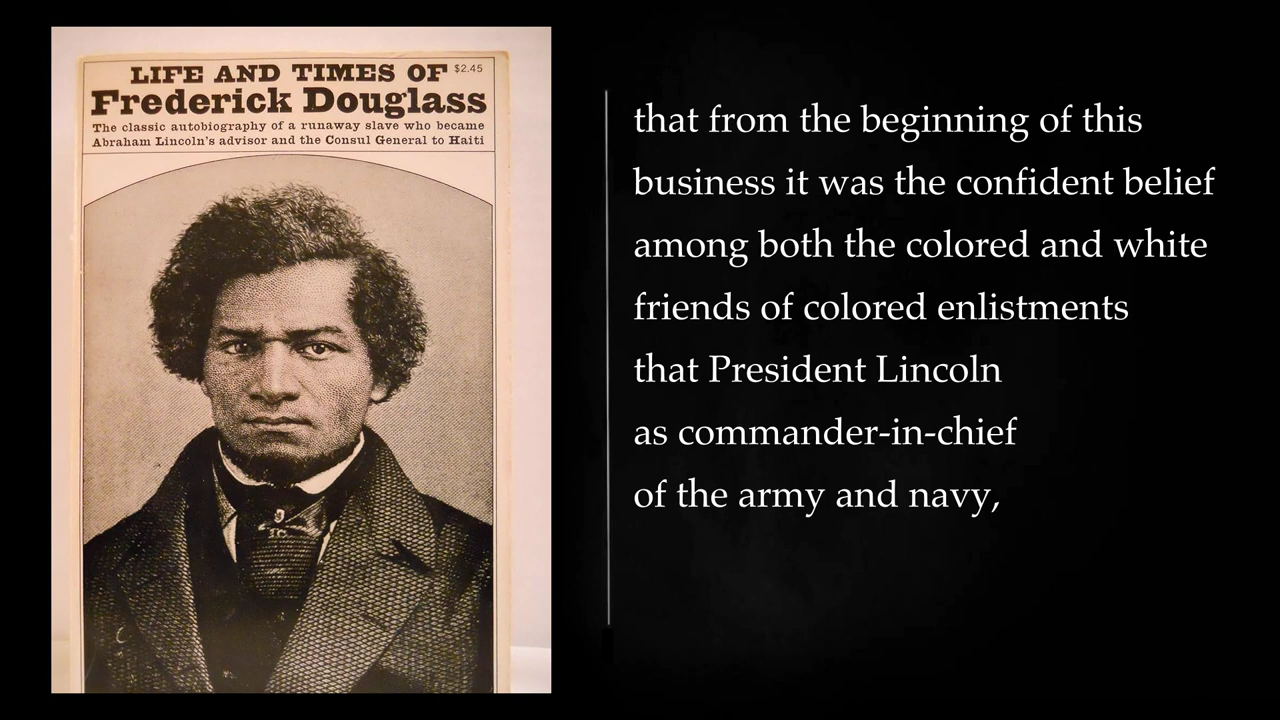 LIFE AND TIMES OF $2.45
Frederick Douglass
The classic autobiography of a runaway slave who became
Abraham Lincoln's advisor and the Consul General to Haiti
that from the beginning of this
business it was the confident belief
among both the colored and white
friends of colored enlistments
that President Lincoln
as commander-in-chief
of the army and navy,